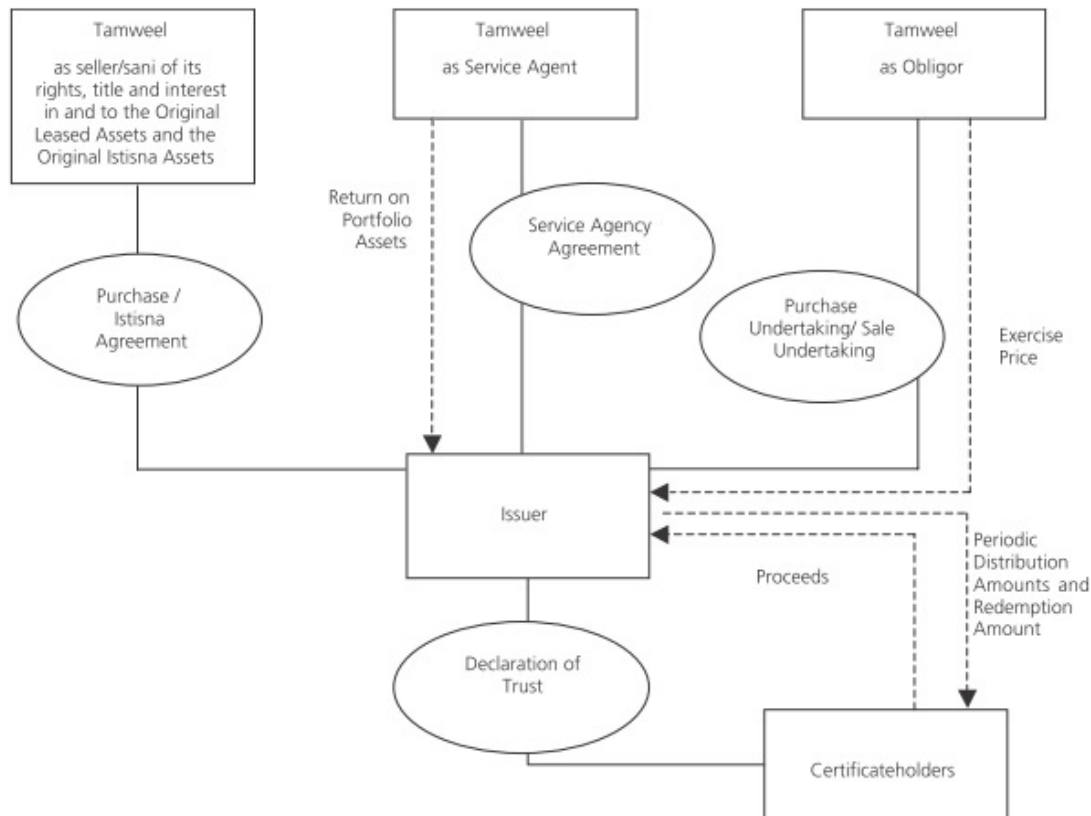 Tamweel
as seller/sani of its
rights, title and interest
in and to the Original
Leased Assets and the
Original Istisna Assets
Tamweel
as Service Agent
Tamweel
as Obligor
Return on
Portfolio
Assets
Service Agency
Agreement
Purchase /
Istisna
Agreement
Purchase
Undertaking/ Sale
Undertaking
Exercise
Price
Issuer
Proceeds
Periodic
Distribution
Amounts and
Redemption
Amount
Declaration of
Trust
Certificateholders